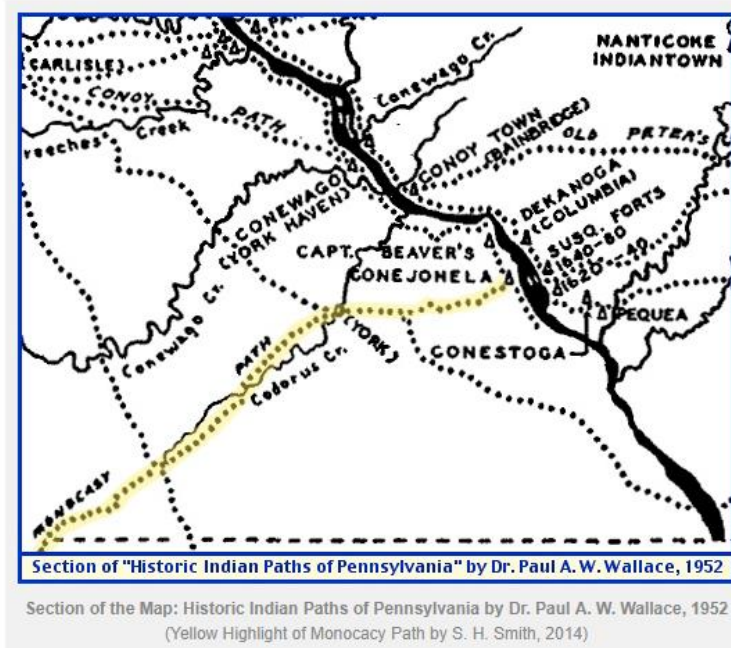 PA
NANTICOKE
INDIANTOWN
(CARLISLE)
CONOY PATH
Conewago Cr.
reeches Creek
CONOY TOWN
(BAINBRIDGE)
OLD PETER'S
DEKANOGA
(COLUMBIA)
SUSQ. FORTS
1640-80
1620-40
CONEWAGO
(YORK HAVEN)
CAPT. BEAVER'S
CONEJOHELA
Conewago Cr.
PATH
(YORK)
Codorus Cr.
PEQUEA
CONESTOGA
MONOCASY
Section of "Historic Indian Paths of Pennsylvania" by Dr. Paul A. W. Wallace, 1952
Section of the Map: Historic Indian Paths of Pennsylvania by Dr. Paul A. W. Wallace, 1952
(Yellow Highlight of Monocacy Path by S. H. Smith, 2014)